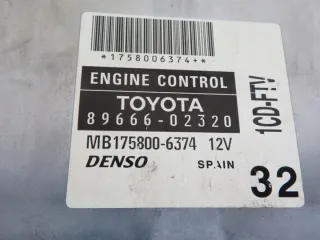 *1758006374+*
ENGINE CONTROL
TOYOTA
89666-02320
MB175800-6374 12V
DENSO SPAIN
1CD-FTV
32